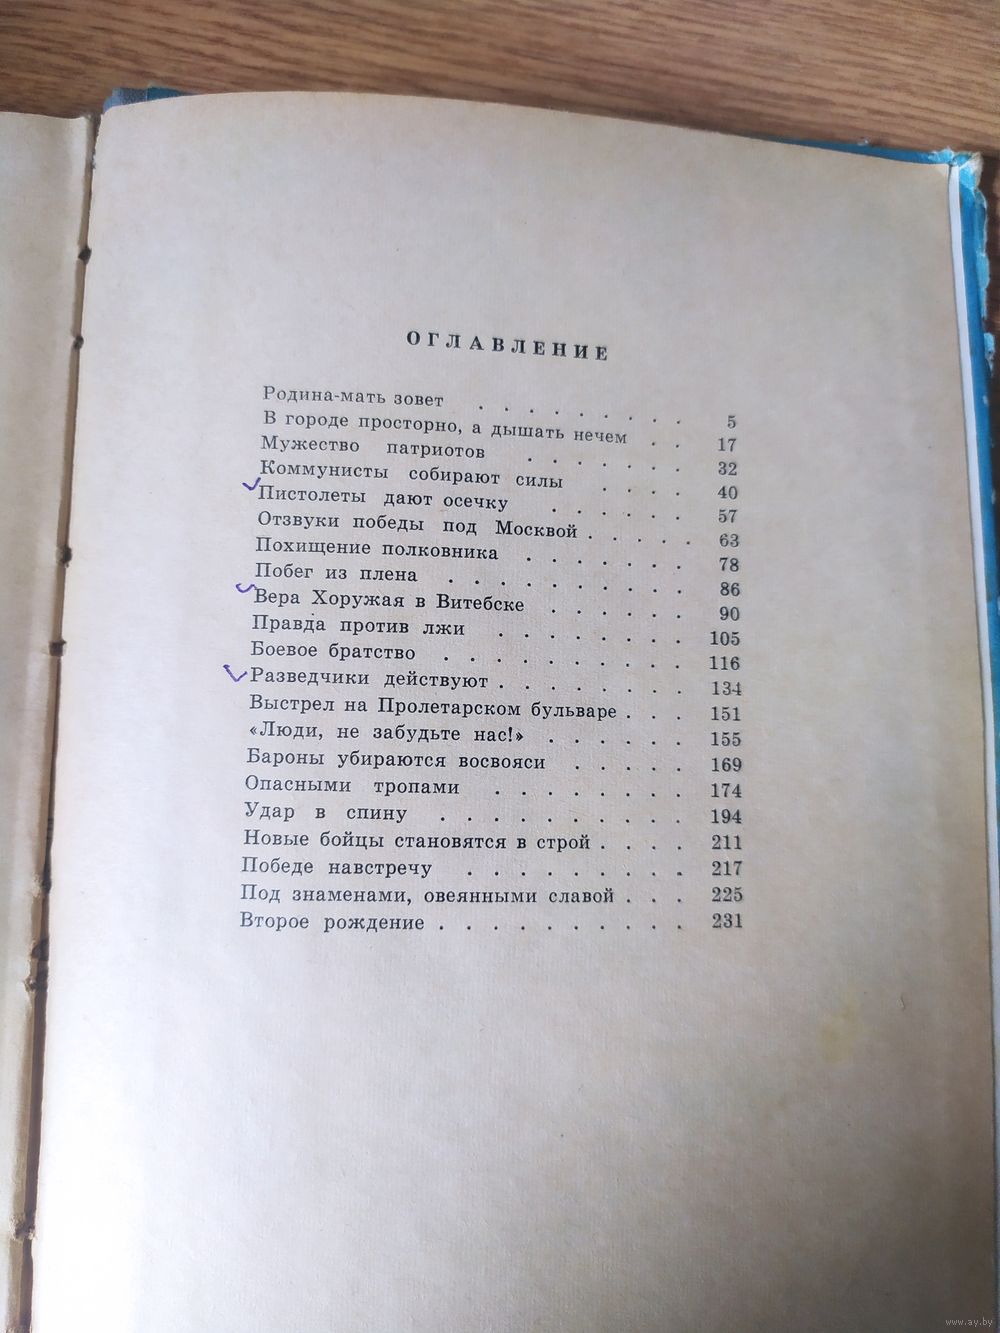 ОГЛАВЛЕНИЕ
Родина-мать зовет . . . . . . . . 5
В городе просторно, а дышать нечем . . 17
Мужество патриотов . . . . . . 32
Коммунисты собирают силы . . . . 40
Пистолеты дают осечку . . . . . 57
Отзвуки победы под Москвой . . . . . 63
Похищение полковника . . . . . . . 78
Побег из плена . . . . . . . . . 86
Вера Хоружая в Витебске . . . . . . 90
Правда против лжи . . . . . . . . 105
Боевое братство . . . . . . . . . . 116
Разведчики действуют . . . . . . . . 134
Выстрел на Пролетарском бульваре . . . 151
«Люди, не забудьте нас!» . . . . . . 155
Бароны убираются восвояси . . . . . 169
Опасными тропами . . . . . . . . 174
Удар в спину . . . . . . . . . . 194
Новые бойцы становятся в строй . . . . 211
Победе навстречу . . . . . . . . . 217
Под знаменами, овеянными славой . . . 225
Второе рождение . . . . . . . . . . 231
www.ay.by